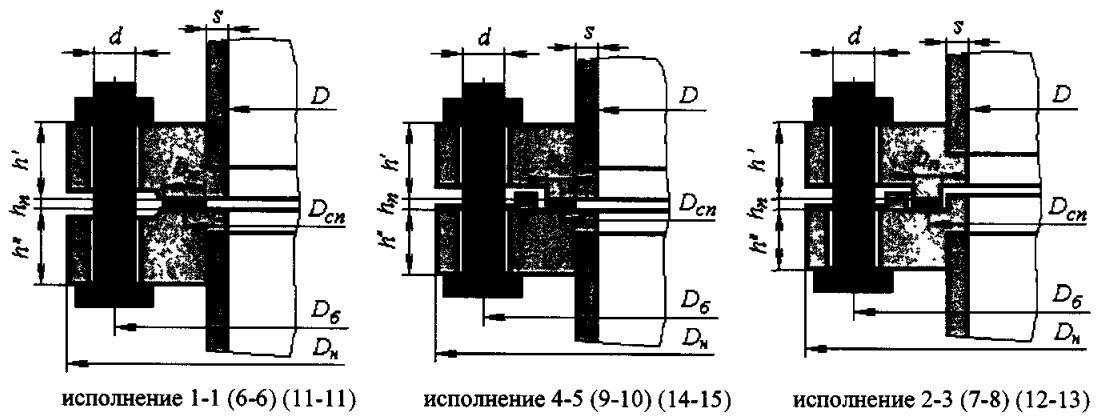 s
d
D
h'
hп
h"
Dсп
Dб
Dн
исполнение 1-1 (6-6) (11-11)
s
d
D
h'
hп
h"
Dсп
Dб
Dн
исполнение 4-5 (9-10) (14-15)
s
d
D
h'
hп
h"
Dсп
Dб
Dн
исполнение 2-3 (7-8) (12-13)